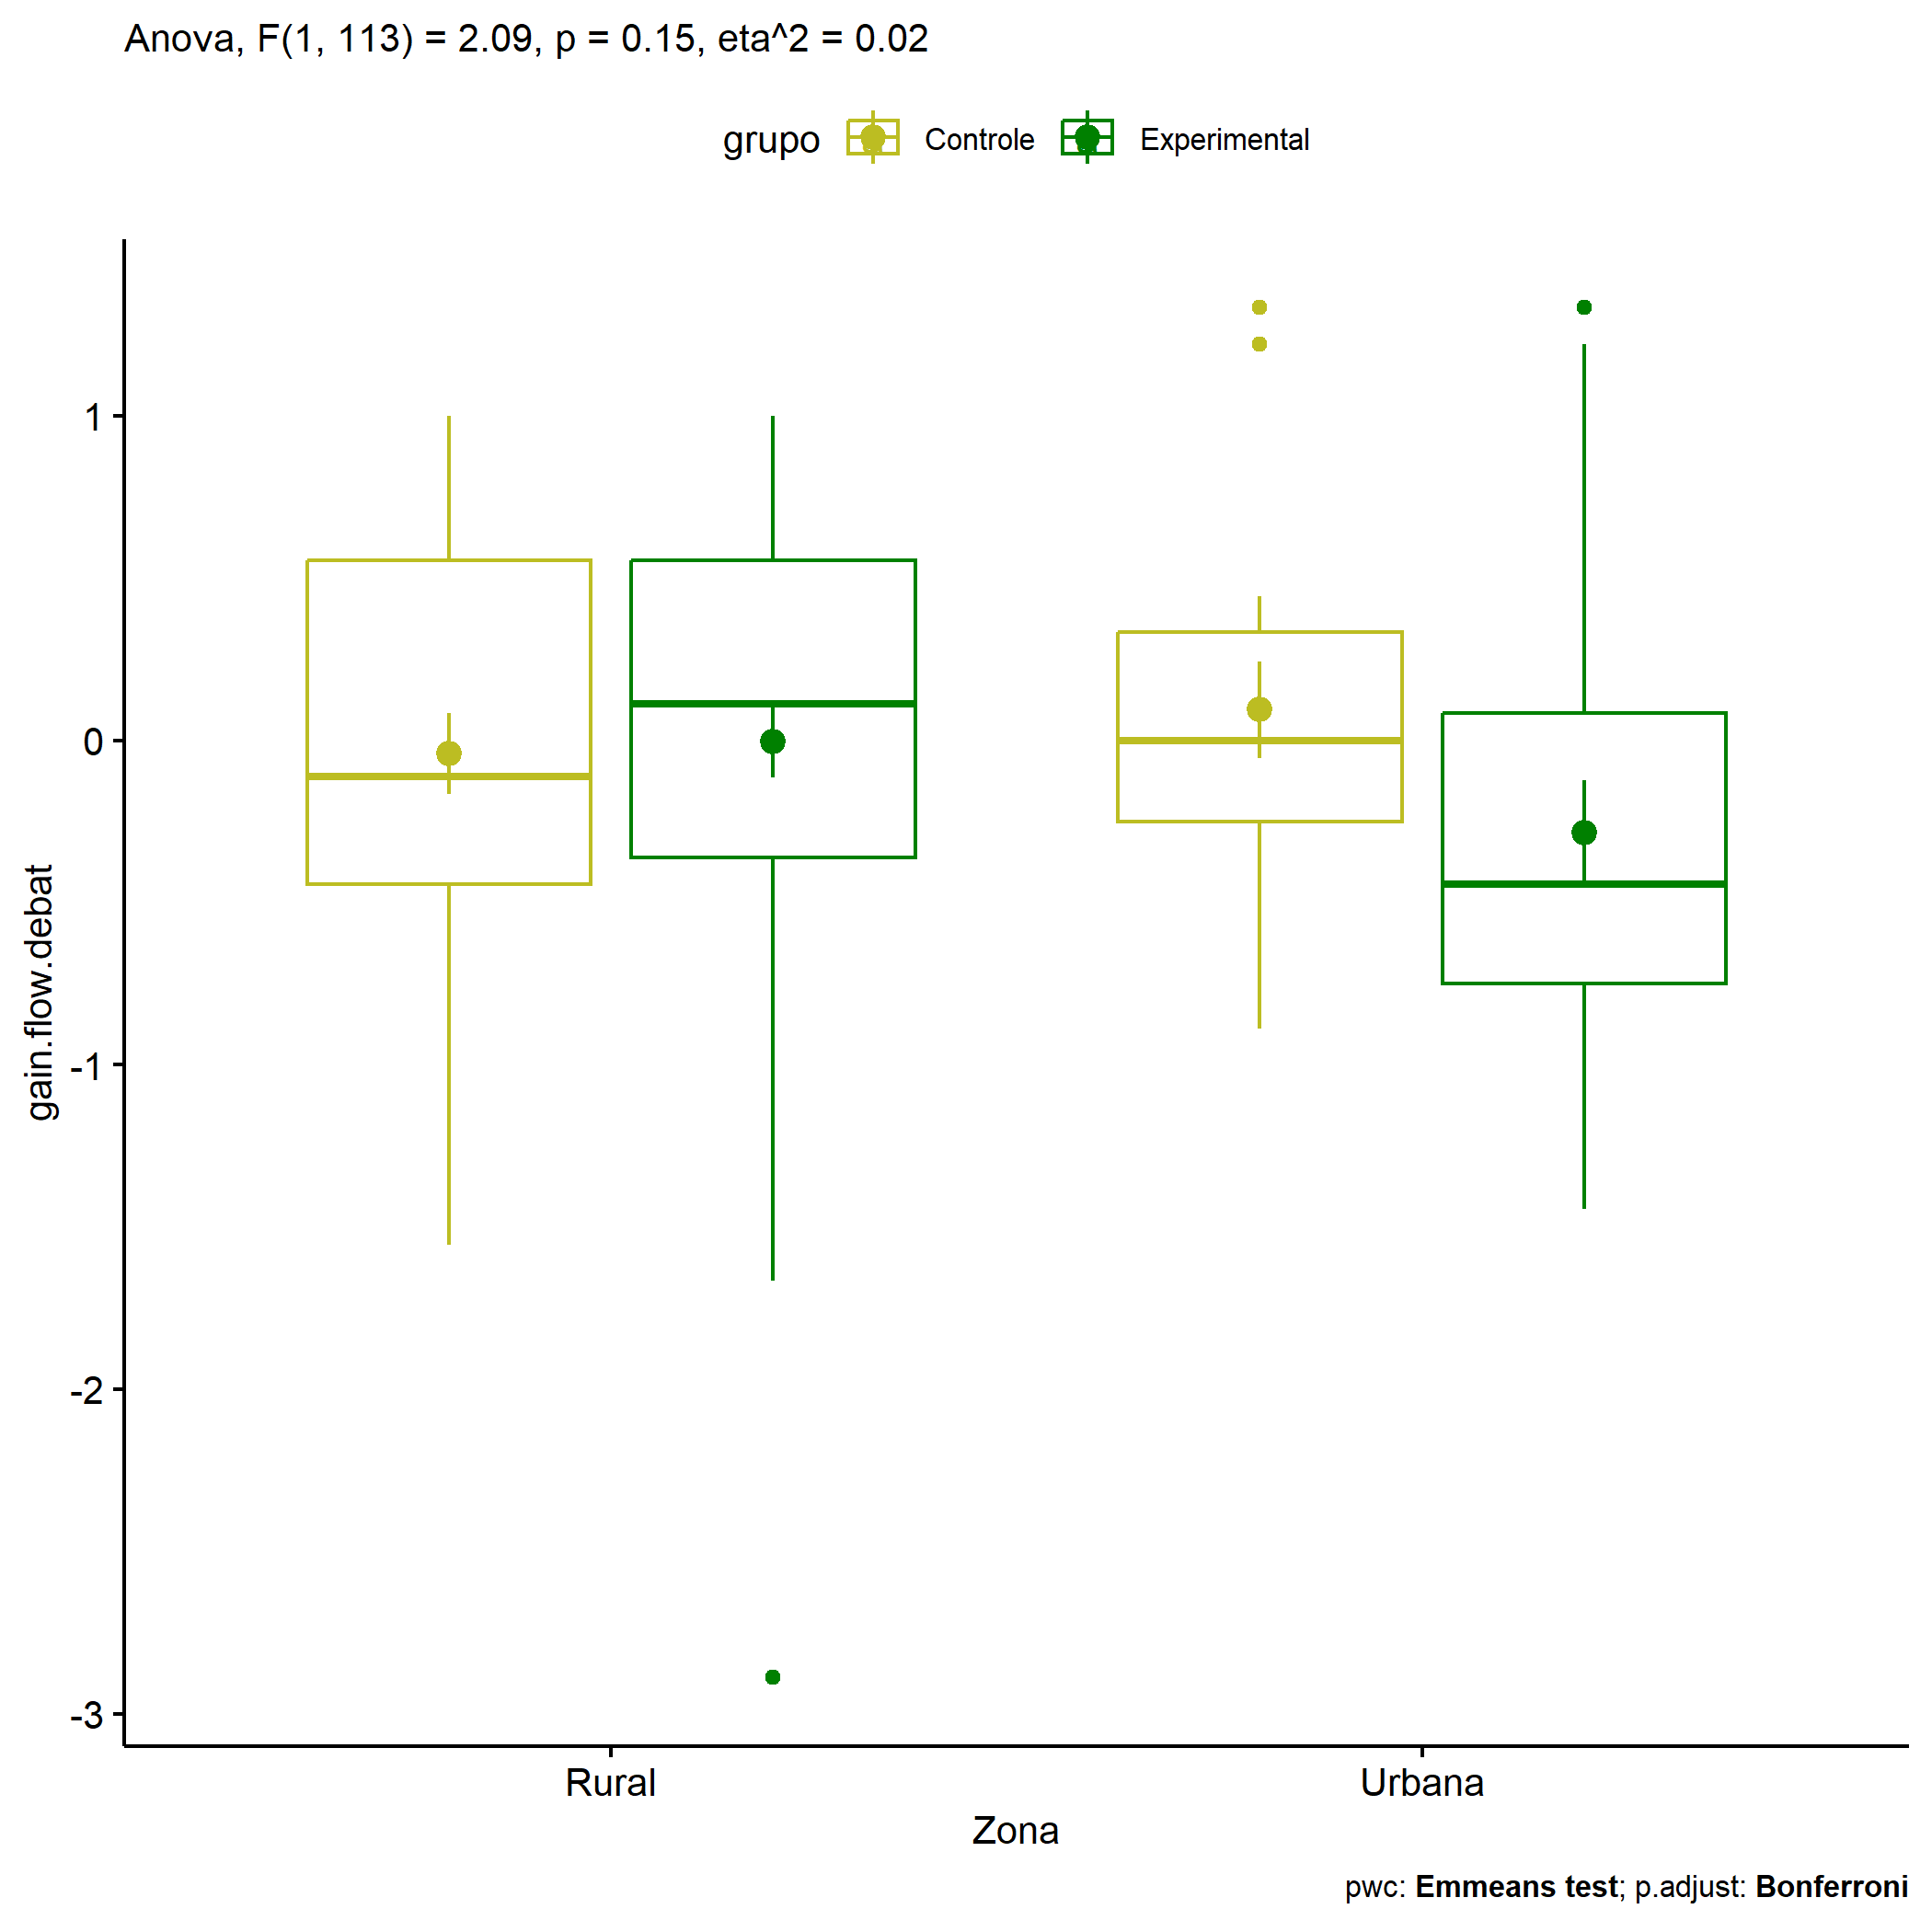 Anova, F(1, 113) = 2.09, p = 0.15, eta^2 = 0.02
grupo Controle Experimental
gain.flow.debat
1
0
-1
-2
-3
Rural Urbana
Zona
pwc: Emmeans test; p.adjust: Bonferroni